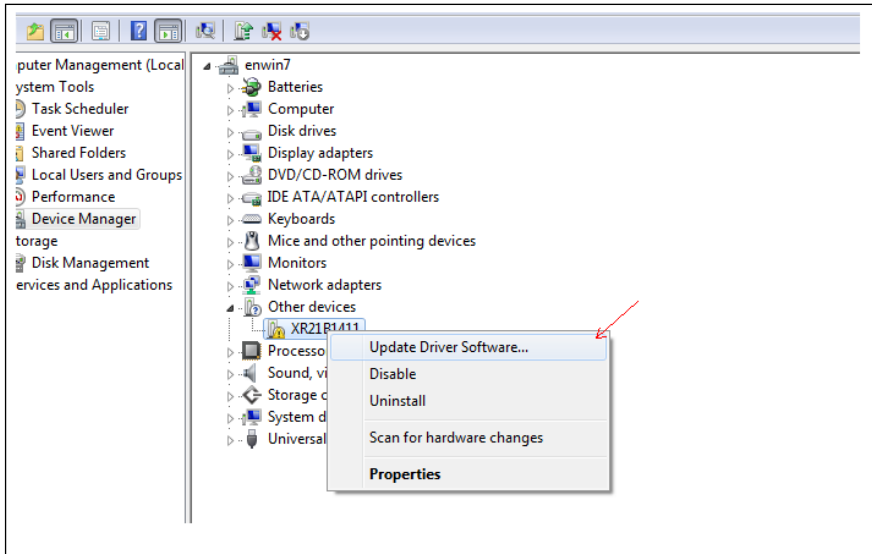 puter Management (Local
ystem Tools
Task Scheduler
Event Viewer
Shared Folders
Local Users and Groups
Performance
Device Manager
torage
Disk Management
ervices and Applications
enwin7
Batteries
Computer
Disk drives
Display adapters
DVD/CD-ROM drives
IDE ATA/ATAPI controllers
Keyboards
Mice and other pointing devices
Monitors
Network adapters
Other devices
XR21B1411
Processo
Sound, vi
Storage c
System d
Universal
Update Driver Software...
Disable
Uninstall
Scan for hardware changes
Properties